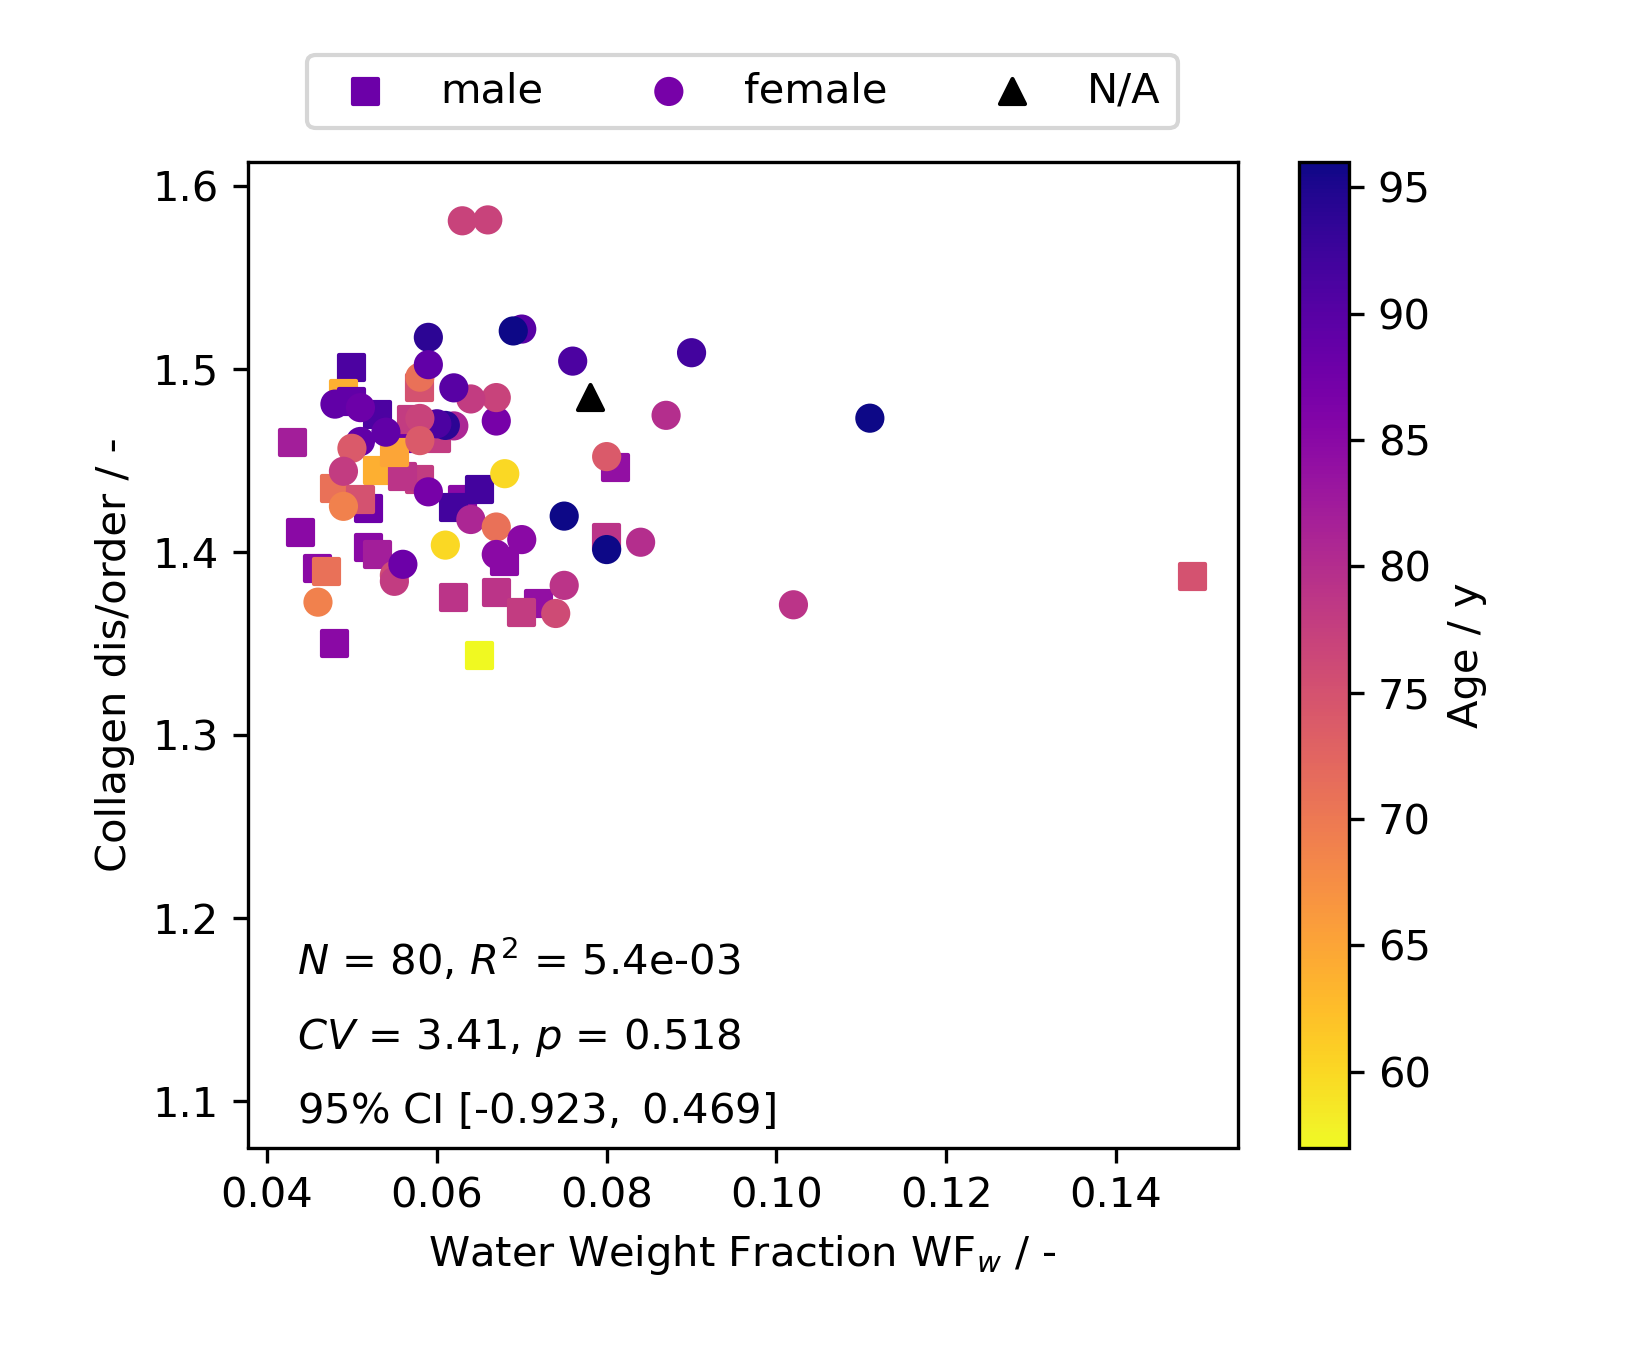 male female N/A
1.6
1.5
1.4
1.3
1.2
1.1
Collagen dis/order / -
N = 80, R² = 5.4e-03
CV = 3.41, p = 0.518
95% CI [-0.923, 0.469]
0.04 0.06 0.08 0.10 0.12 0.14
Water Weight Fraction WF_w / -
95
90
85
80
75
70
65
60
Age / y